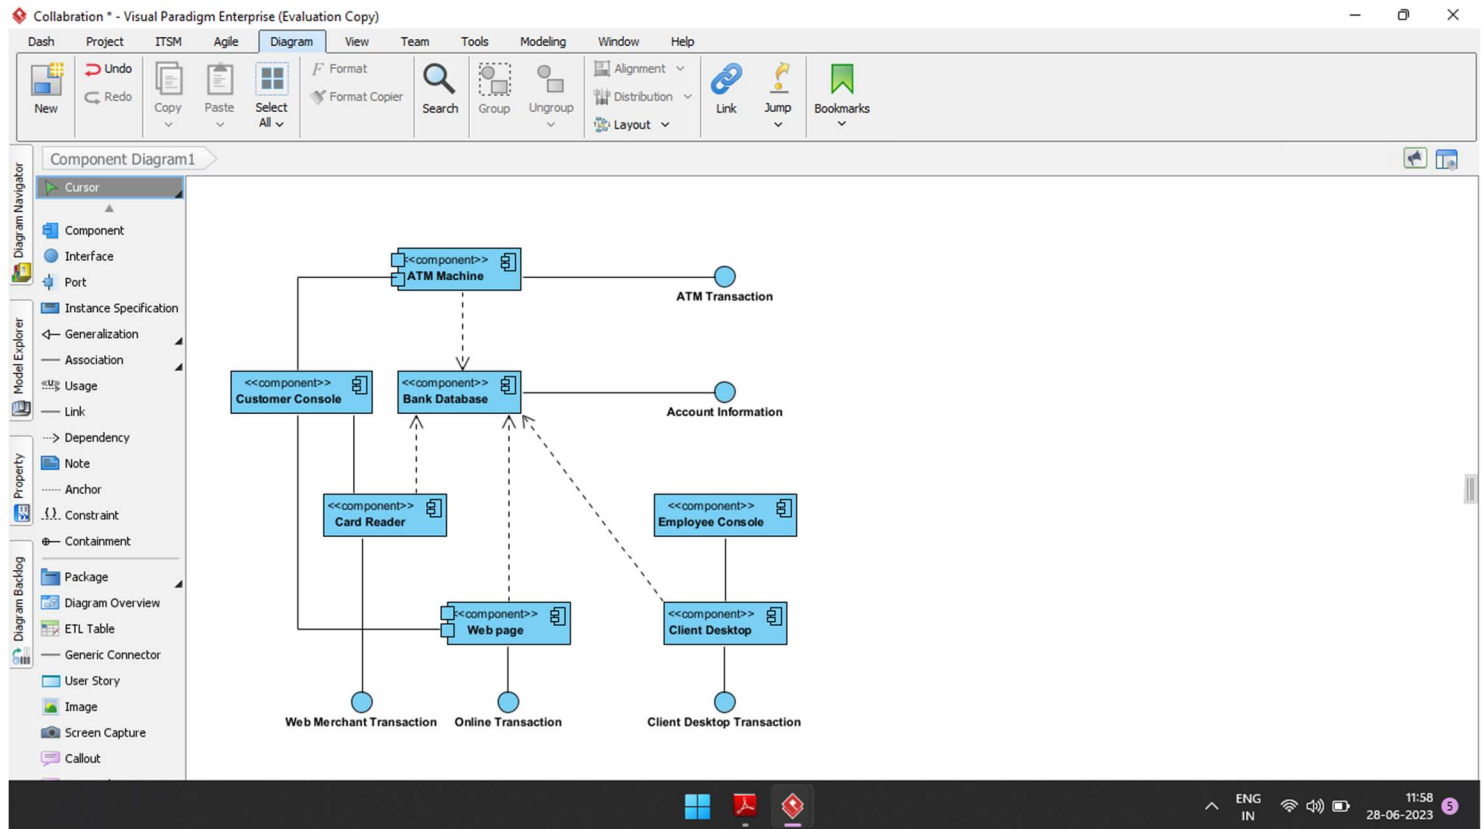 Collabration * - Visual Paradigm Enterprise (Evaluation Copy)
Dash Project ITSM Agile Diagram View Team Tools Modeling Window Help
New
Undo
Redo
Copy
Paste
Select All
Format
Format Copier
Search
Group
Ungroup
Alignment
Distribution
Layout
Link
Jump
Bookmarks
Component Diagram1
Diagram Navigator
Model Explorer
Property
Diagram Backlog
Cursor
Component
Interface
Port
Instance Specification
Generalization
Association
«U» Usage
Link
Dependency
Note
Anchor
{} Constraint
Containment
Package
Diagram Overview
ETL Table
Generic Connector
User Story
Image
Screen Capture
Callout
<<component>>
ATM Machine
ATM Transaction
<<component>>
Customer Console
<<component>>
Bank Database
Account Information
<<component>>
Card Reader
<<component>>
Employee Console
<<component>>
Web page
<<component>>
Client Desktop
Web Merchant Transaction
Online Transaction
Client Desktop Transaction
ENG
IN
11:58
28-06-2023
5